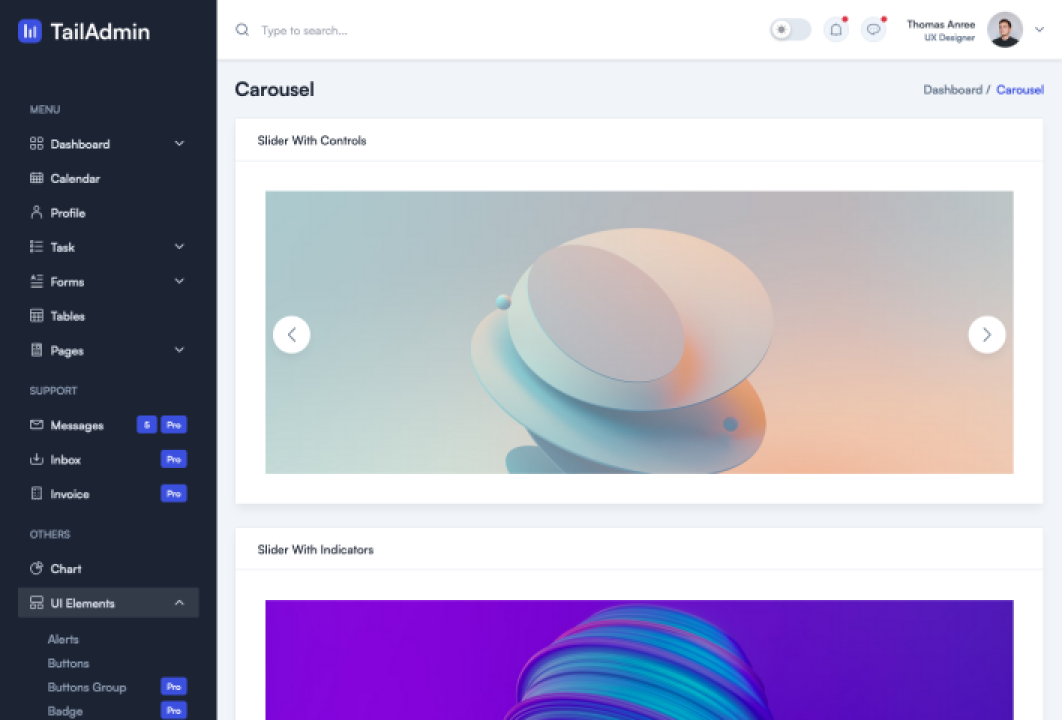 TailAdmin
Type to search...
Thomas Anree
UX Designer
MENU
Dashboard
Calendar
Profile
Task
Forms
Tables
Pages
SUPPORT
Messages Pro
Inbox Pro
Invoice Pro
OTHERS
Chart
UI Elements
Alerts
Buttons
Buttons Group Pro
Badge Pro
Carousel
Dashboard / Carousel
Slider With Controls
Slider With Indicators